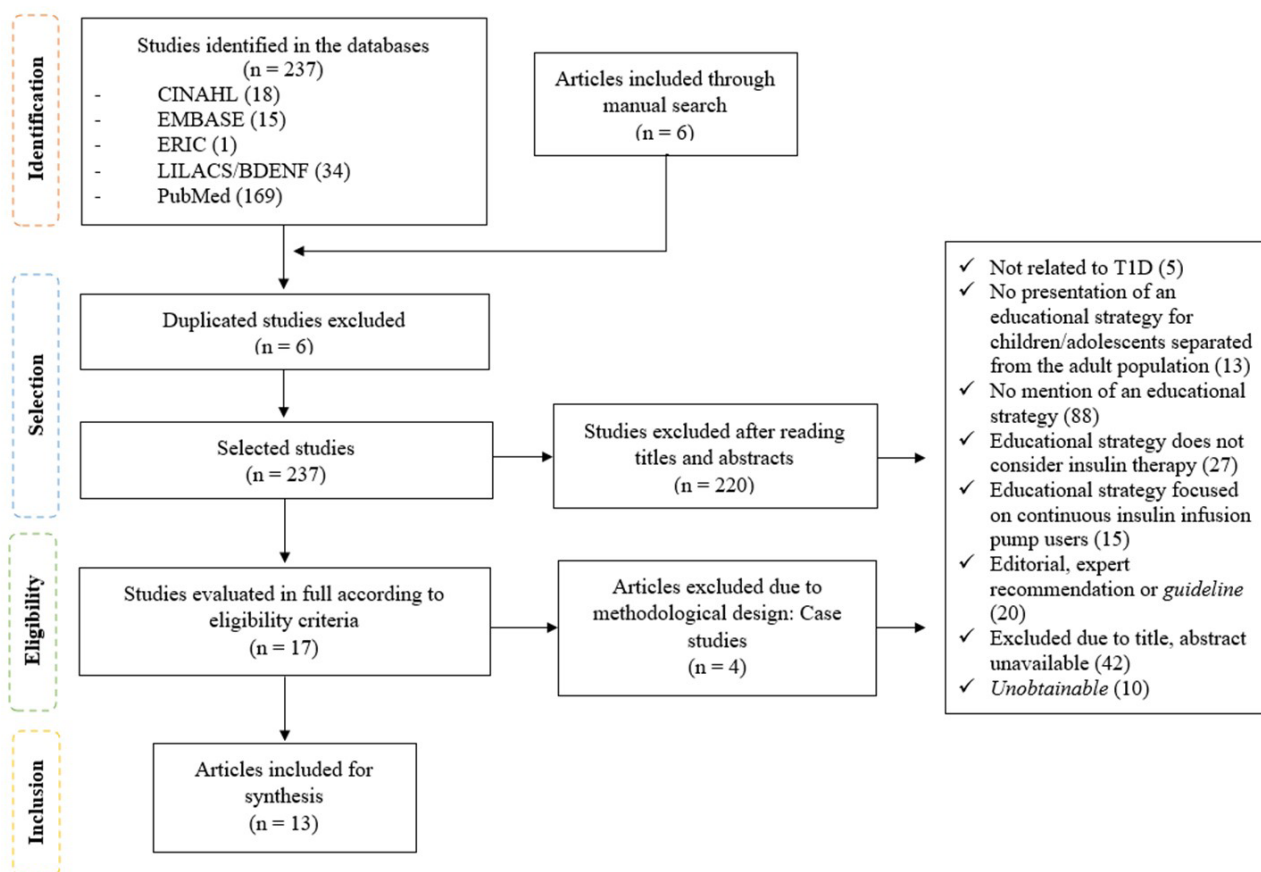 Identification
Studies identified in the databases
(n = 237)
- CINAHL (18)
- EMBASE (15)
- ERIC (1)
- LILACS/BDENF (34)
- PubMed (169)
Articles included through
manual search
(n = 6)
Selection
Duplicated studies excluded
(n = 6)
Selected studies
(n = 237)
Studies excluded after reading
titles and abstracts
(n = 220)
Eligibility
Studies evaluated in full according to
eligibility criteria
(n = 17)
Articles excluded due to
methodological design: Case
studies
(n = 4)
✓ Not related to T1D (5)
✓ No presentation of an
educational strategy for
children/adolescents separated
from the adult population (13)
✓ No mention of an educational
strategy (88)
✓ Educational strategy does not
consider insulin therapy (27)
✓ Educational strategy focused
on continuous insulin infusion
pump users (15)
✓ Editorial, expert
recommendation or guideline
(20)
✓ Excluded due to title, abstract
unavailable (42)
✓ Unobtainable (10)
Inclusion
Articles included for
synthesis
(n = 13)